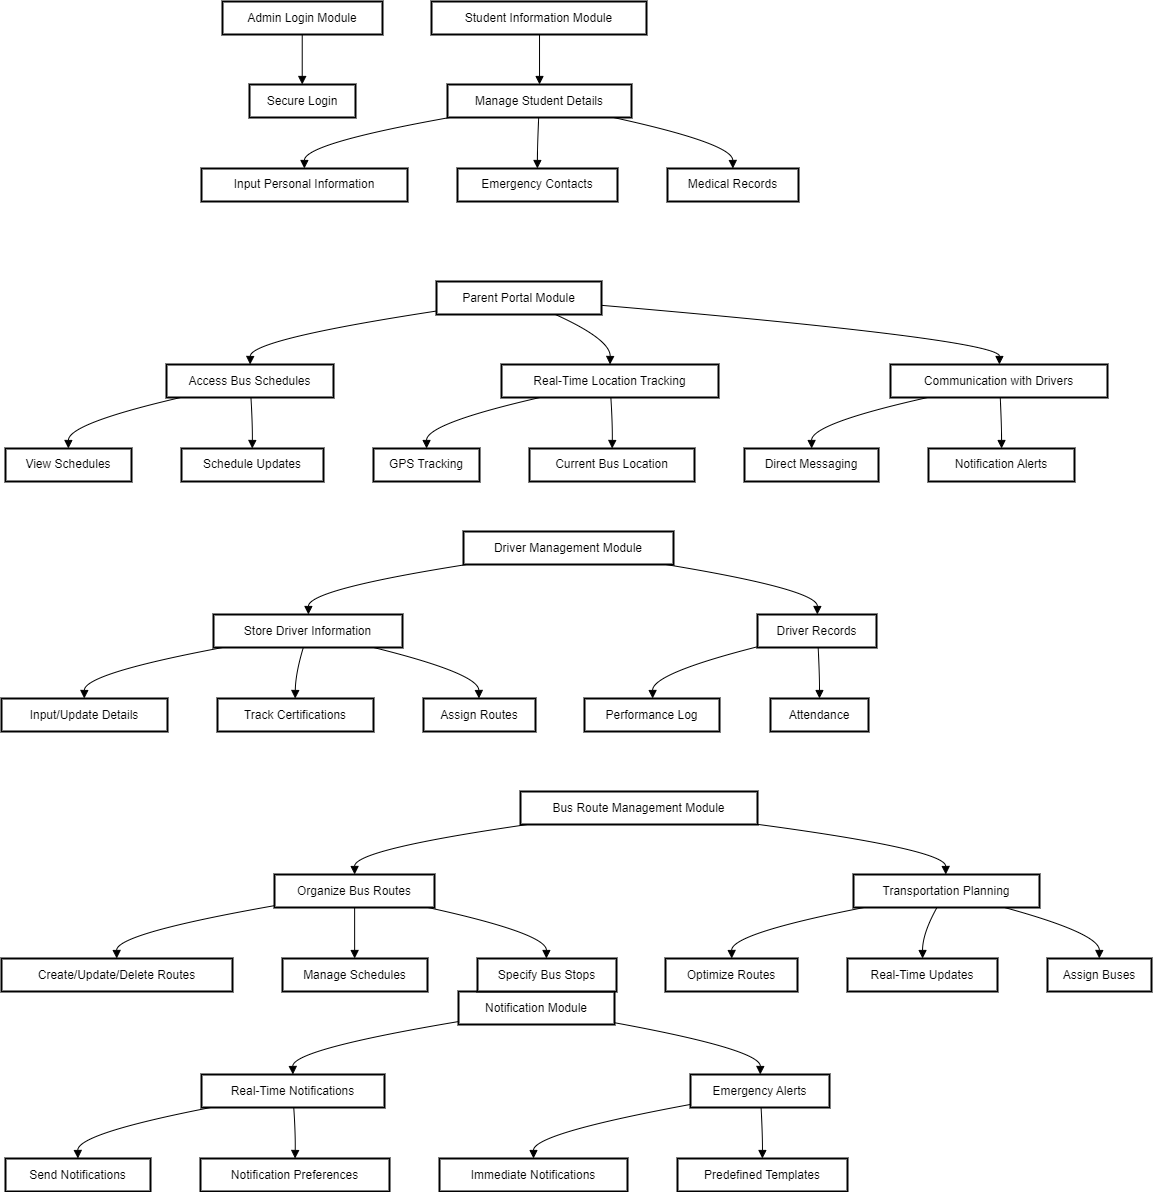 Admin Login Module
Student Information Module
Secure Login
Manage Student Details
Input Personal Information
Emergency Contacts
Medical Records
Parent Portal Module
Access Bus Schedules
Real-Time Location Tracking
Communication with Drivers
View Schedules
Schedule Updates
GPS Tracking
Current Bus Location
Direct Messaging
Notification Alerts
Driver Management Module
Store Driver Information
Driver Records
Input/Update Details
Track Certifications
Assign Routes
Performance Log
Attendance
Bus Route Management Module
Organize Bus Routes
Transportation Planning
Create/Update/Delete Routes
Manage Schedules
Specify Bus Stops
Optimize Routes
Real-Time Updates
Assign Buses
Notification Module
Real-Time Notifications
Emergency Alerts
Send Notifications
Notification Preferences
Immediate Notifications
Predefined Templates